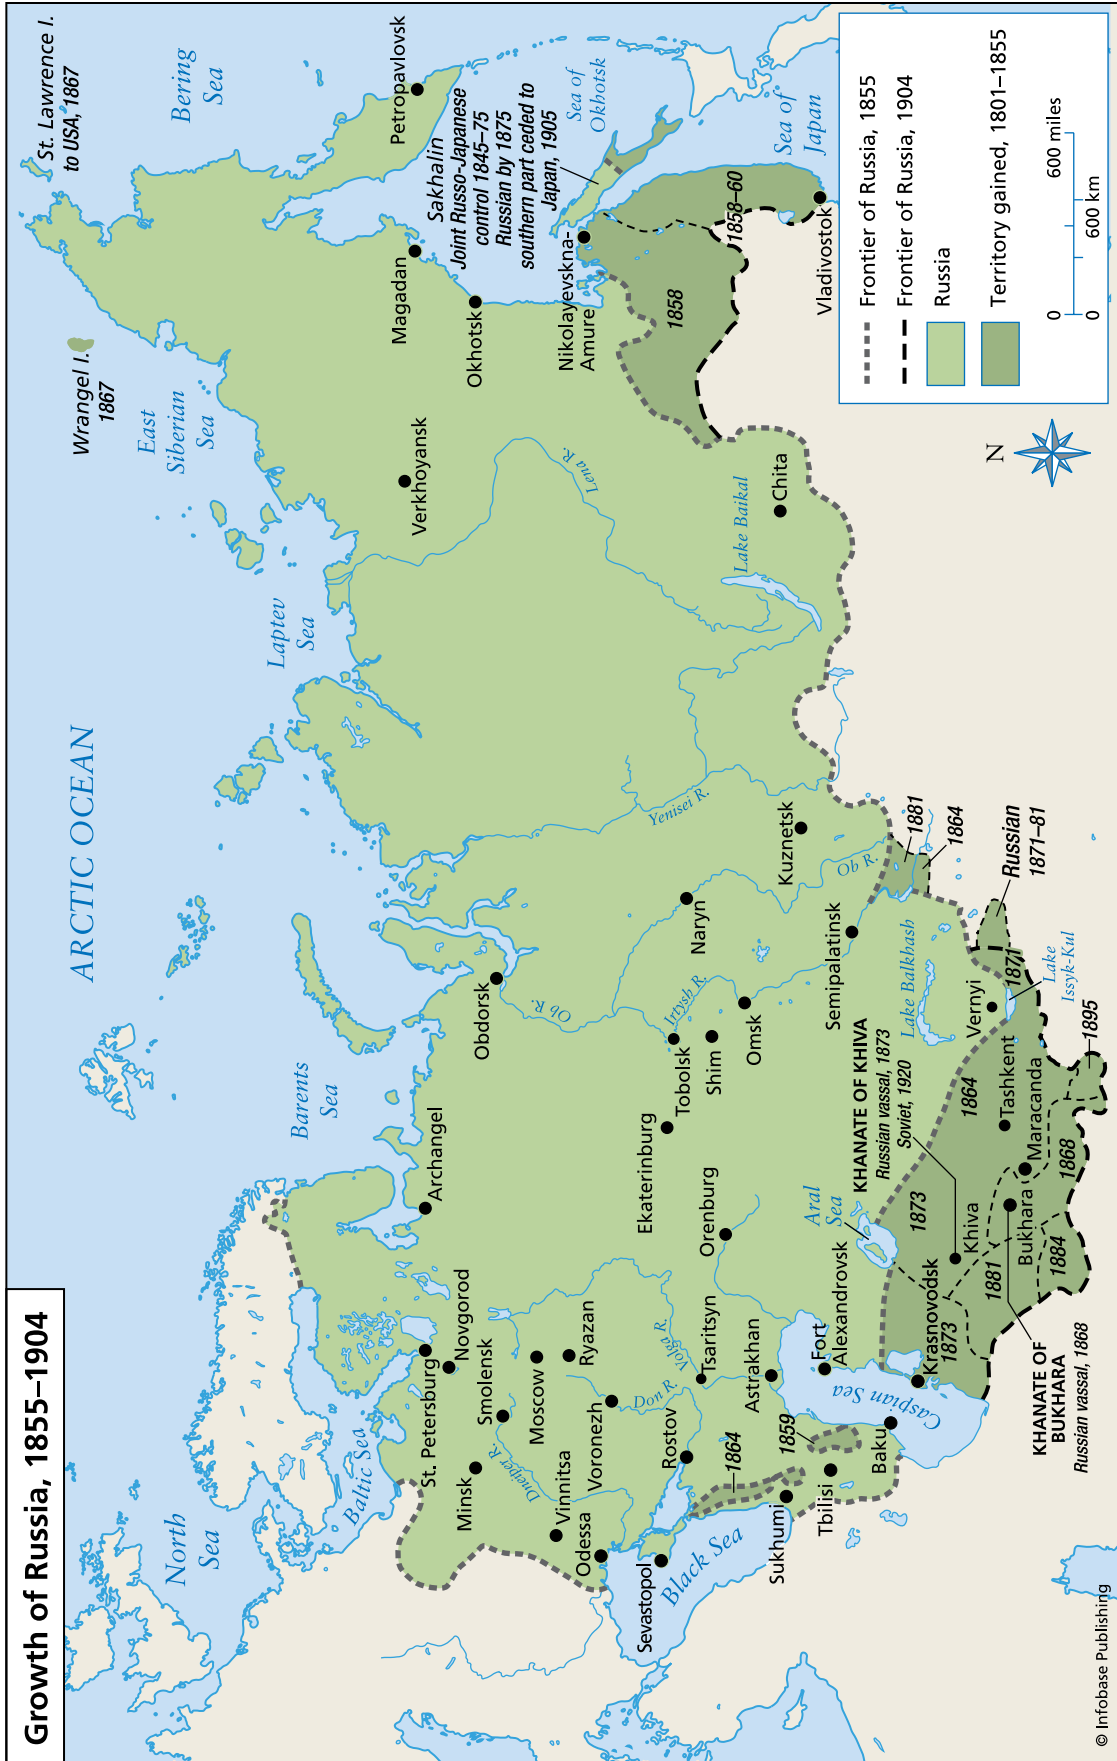 Growth of Russia, 1855–1904
St. Lawrence I.
to USA, 1867
Bering
Sea
Wrangel I.
1867
East
Siberian
Sea
ARCTIC OCEAN
Laptev
Sea
Barents
Sea
North
Sea
Baltic Sea
Petropavlovsk
Sakhalin
Joint Russo-Japanese
control 1845–75
Russian by 1875
southern part ceded to
Japan, 1905
Sea of
Okhotsk
Sea of
Japan
Magadan
Okhotsk
Nikolayevskna-
Amure
Verkhoyansk
Lena R.
1858
1858–60
Vladivostok
Lake Baikal
Chita
Yenisei R.
Kuznetsk
Ob R.
Naryn
Semipalatinsk
1881
1864
Russian
1871–81
Obdorsk
Ob R.
Irtysh R.
Tobolsk
Shim
Omsk
Lake Balkhash
Vernyi
1871
Lake
Issyk-Kul
1895
Archangel
Ekaterinburg
Orenburg
Aral
Sea
KHANATE OF KHIVA
Russian vassal, 1873
Soviet, 1920
1864
Tashkent
Maracanda
1868
1873
Khiva
Bukhara
1884
1881
Krasnovodsk
1873
KHANATE OF
BUKHARA
Russian vassal, 1868
St. Petersburg
Novgorod
Smolensk
Moscow
Ryazan
Minsk
Dneiper R.
Vinnitsa
Voronezh
Don R.
Volga R.
Tsaritsyn
Astrakhan
Fort
Alexandrovsk
Caspian Sea
Odessa
Rostov
1864
1859
Baku
Sevastopol
Black Sea
Sukhumi
Tbilisi
Frontier of Russia, 1855
Frontier of Russia, 1904
Russia
Territory gained, 1801–1855
0
600 miles
0
600 km
N
© Infobase Publishing